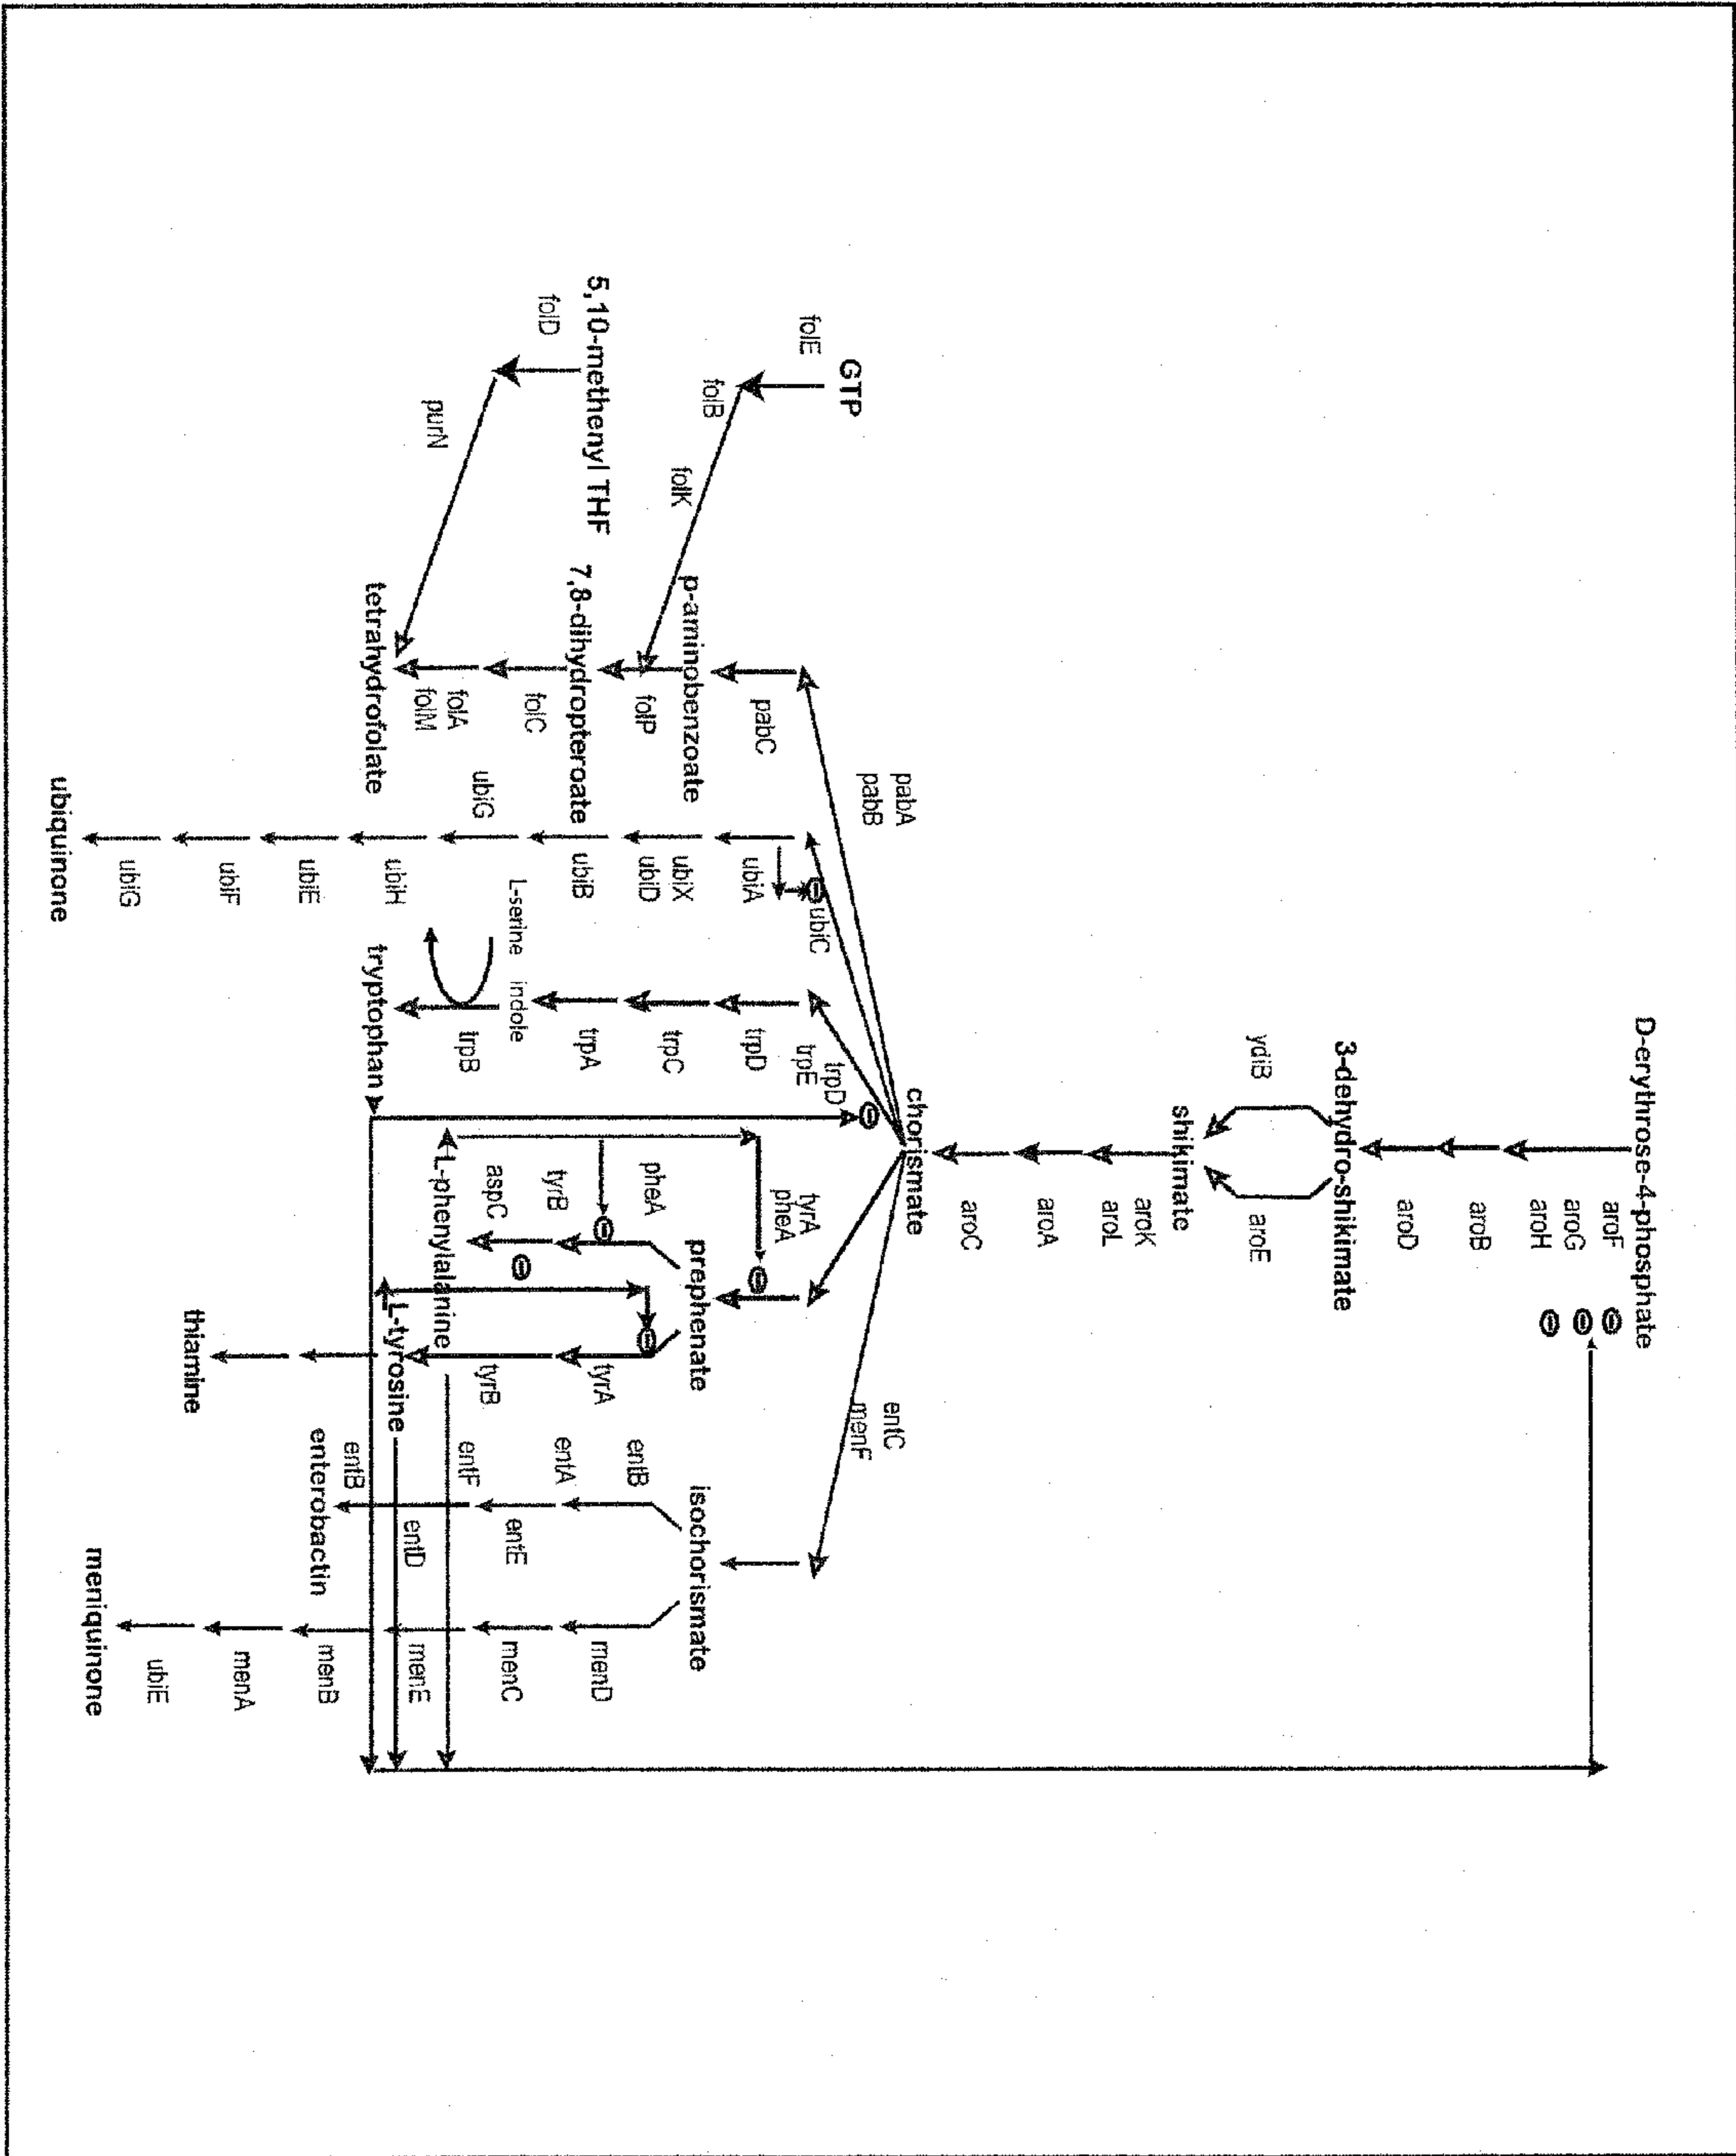 D-erythrose-4-phosphate
aroF
aroG
aroH
aroB
aroD
3-dehydro-shikimate
ydiB
aroE
shikimate
aroK
aroL
aroA
aroC
chorismate
pabA
pabB
ubiC
trpD
trpE
tyrA
pheA
entC
menF
GTP
folE
folB
folK
pabC
p-aminobenzoate
folP
7,8-dihydropteroate
folC
folA
folM
tetrahydrofolate
5,10-methenyl THF
folD
purN
ubiA
ubiX
ubiD
ubiB
ubiG
ubiH
ubiE
ubiF
ubiG
ubiquinone
trpD
trpC
trpA
L-serine
indole
trpB
tryptophan
prephenate
pheA
tyrB
aspC
L-phenylalanine
tyrA
tyrB
L-tyrosine
thiamine
isochorismate
entB
entA
entE
entF
entD
entB
enterobactin
menD
menC
menE
menB
menA
ubiE
meniquinone